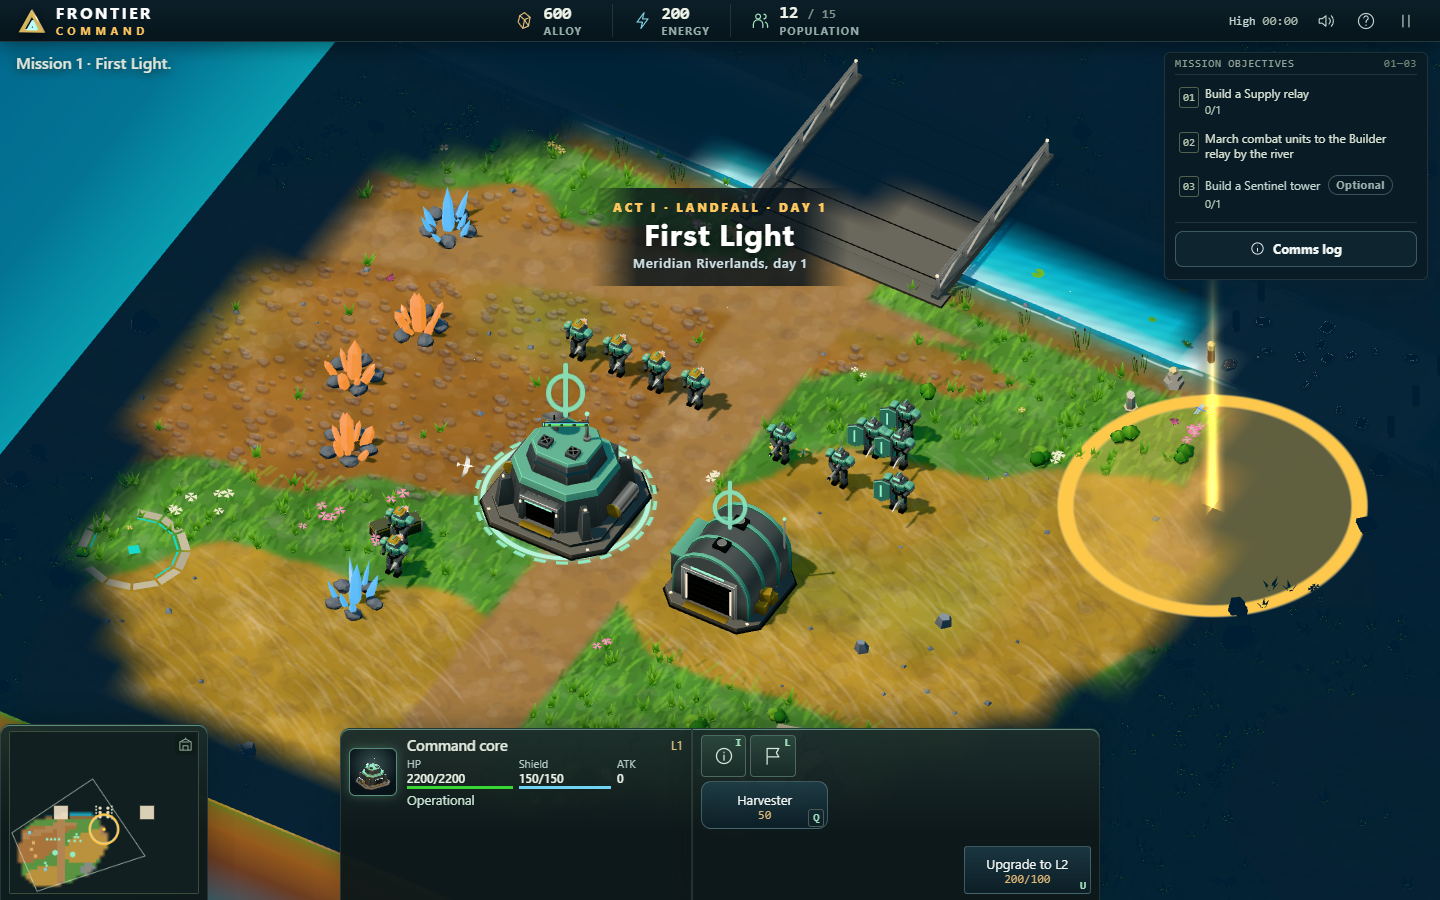 FRONTIER
COMMAND
600
ALLOY
200
ENERGY
12 / 15
POPULATION
High 00:00
Mission 1 · First Light.
MISSION OBJECTIVES 01—03
01 Build a Supply relay
0/1
02 March combat units to the Builder
relay by the river
03 Build a Sentinel tower Optional
0/1
Comms log
ACT I · LANDFALL · DAY 1
First Light
Meridian Riverlands, day 1
Command core L1
HP Shield ATK
2200/2200 150/150 0
Operational
I L
Harvester
50
Q
Upgrade to L2
200/100
U